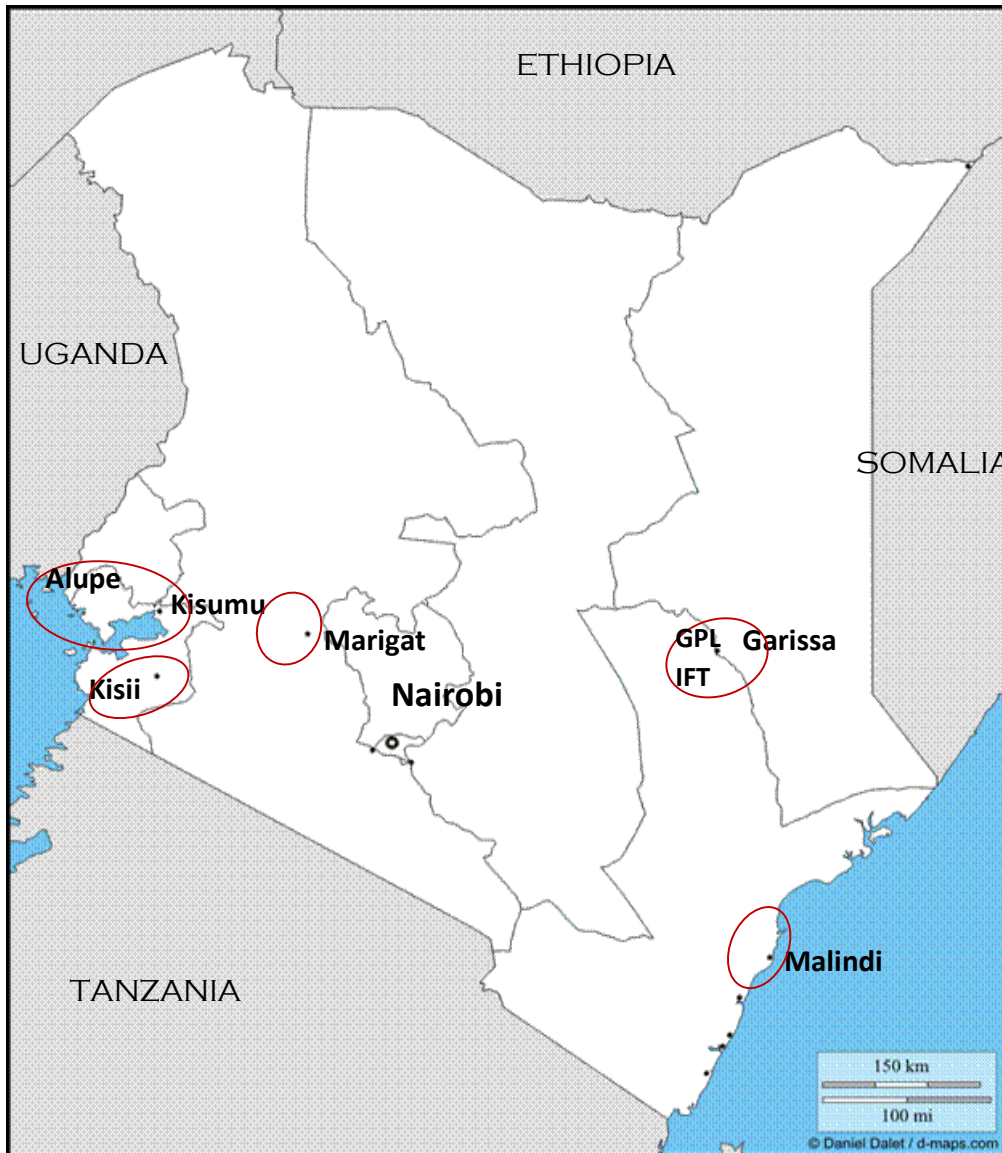 ETHIOPIA
UGANDA
SOMALIA
Alupe
Kisumu
Marigat
GPL Garissa
IFT
Kisii
Nairobi
Malindi
TANZANIA
150 km
100 mi
© Daniel Dalet / d-maps.com